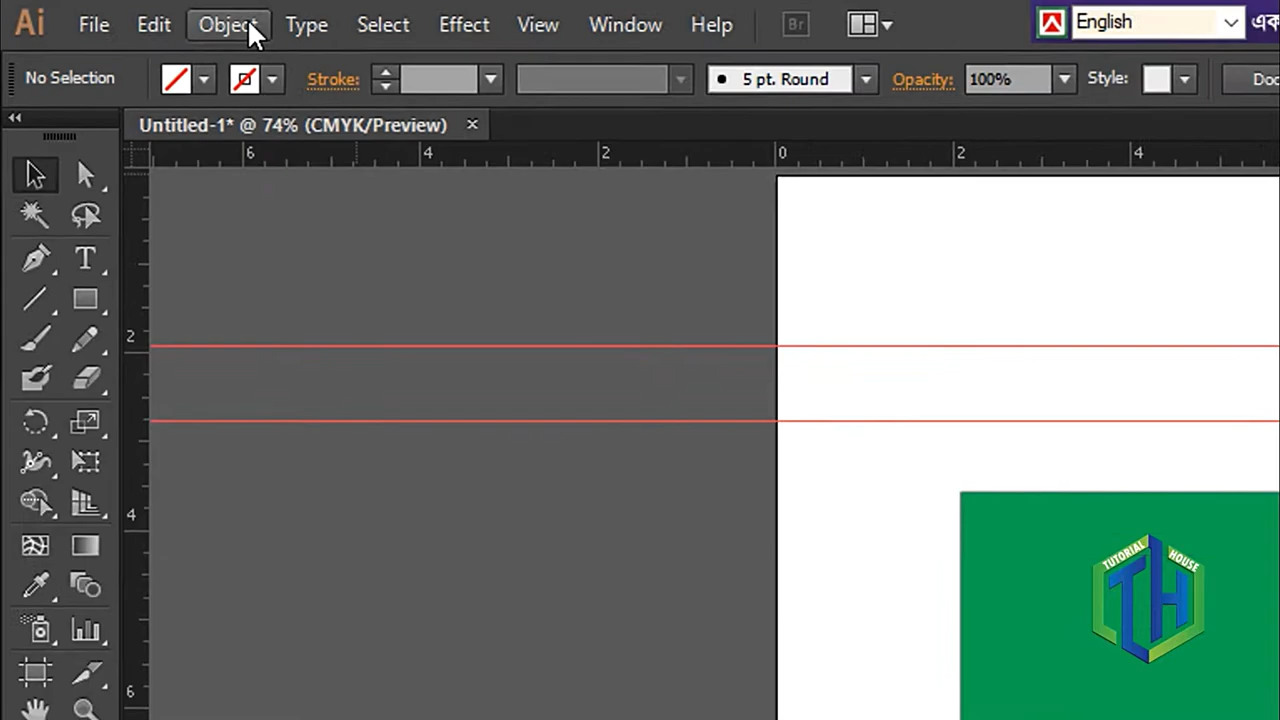 Ai File Edit Object Type Select Effect View Window Help Br English এক
No Selection Stroke: 5 pt. Round Opacity: 100% Style: Doc
Untitled-1* @ 74% (CMYK/Preview) ×
6 4 2 0 2 4
2
4
6
T
TUTORIAL HOUSE
TH